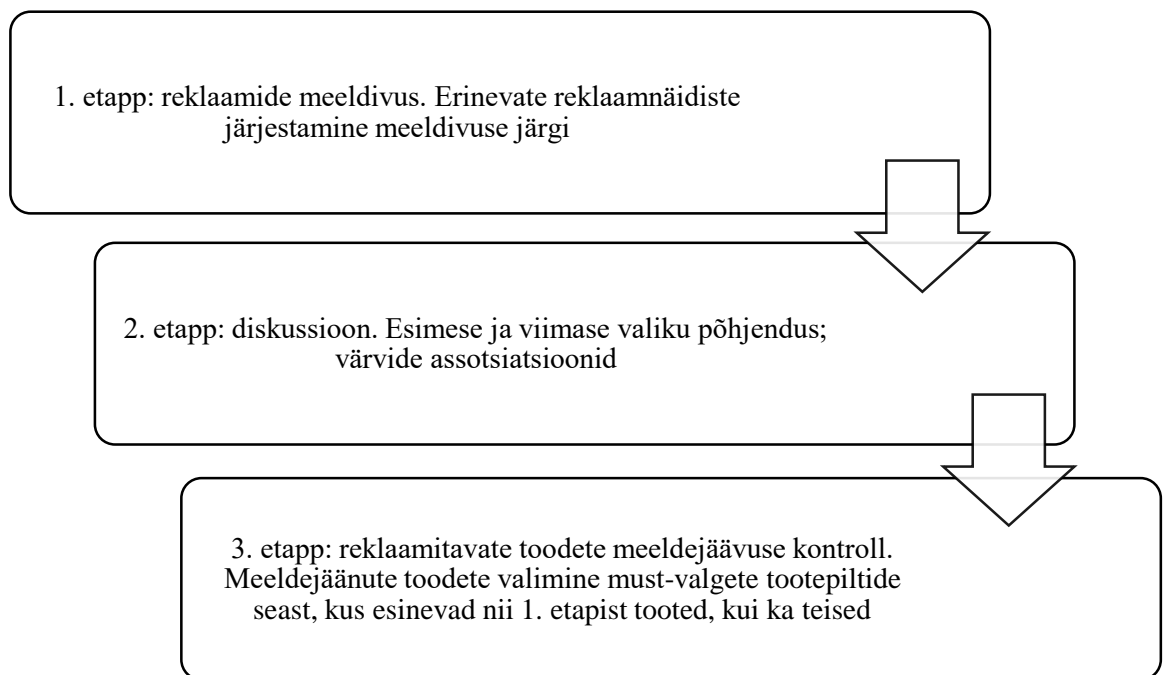 1. etapp: reklaamide meeldivus. Erinevate reklaamnäidiste
järjestamine meeldivuse järgi
2. etapp: diskussioon. Esimese ja viimase valiku põhjendus;
värvide assotsiatsioonid
3. etapp: reklaamitavate toodete meeldejäävuse kontroll.
Meeldejäänute toodete valimine must-valgete tootepiltide
seast, kus esinevad nii 1. etapist tooted, kui ka teised